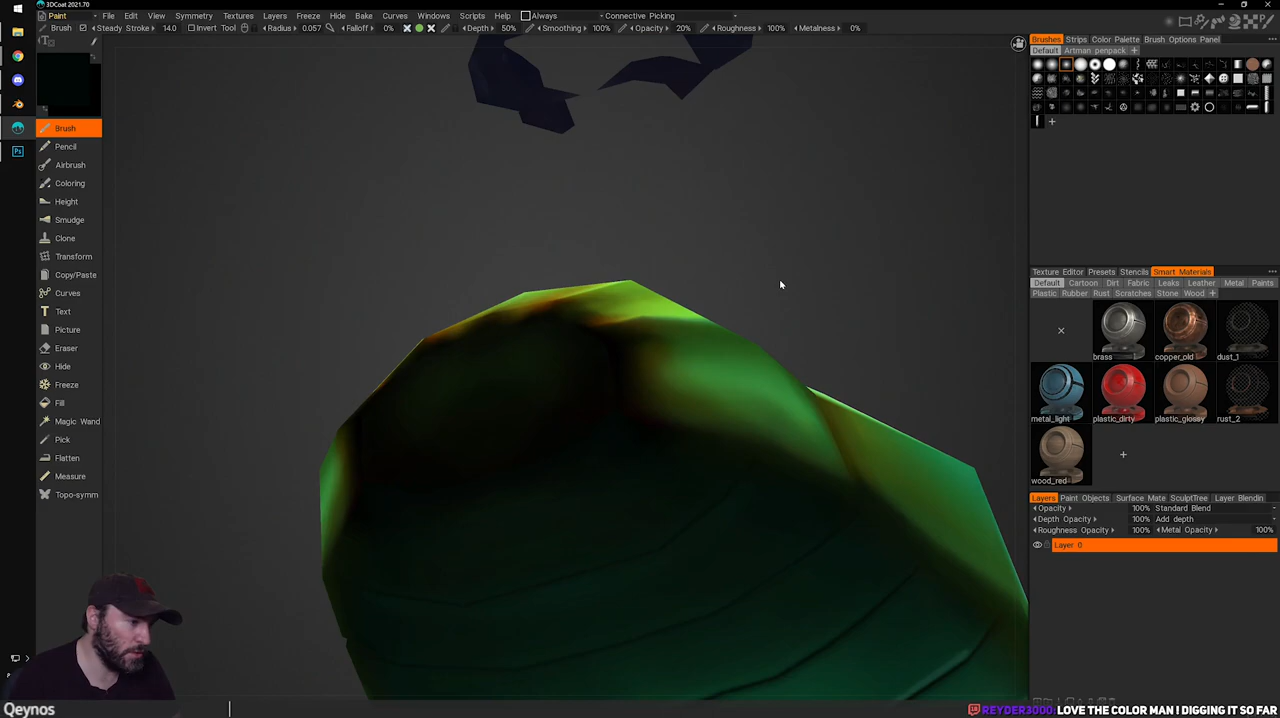 3DCoat 2021.70
Paint File Edit View Symmetry Textures Layers Freeze Hide Bake Curves Windows Scripts Help Always Connective Picking
Brush Steady Stroke 14.0 Invert Tool Radius 0.057 Falloff 0% Depth 50% Smoothing 100% Opacity 20% Roughness 100% Metalness 0%
Brush
Pencil
Airbrush
Coloring
Height
Smudge
Clone
Transform
Copy/Paste
Curves
Text
Picture
Eraser
Hide
Freeze
Fill
Magic Wand
Pick
Flatten
Measure
Topo-symm
Brushes Strips Color Palette Brush Options Panel
Default Artman penpack
Texture Editor Presets Stencils Smart Materials
Default Cartoon Dirt Fabric Leaks Leather Metal Paints
Plastic Rubber Rust Scratches Stone Wood
brass copper_old dust_1
metal_light plastic_dirty plastic_glossy rust_2
wood_red
Layers Paint Objects Surface Mate SculptTree Layer Blendin
Opacity 100% Standard Blend
Depth Opacity 100% Add depth
Roughness Opacity 100% Metal Opacity 100%
Layer 0
Qeynos
REYDER3000: LOVE THE COLOR MAN ! DIGGING IT SO FAR